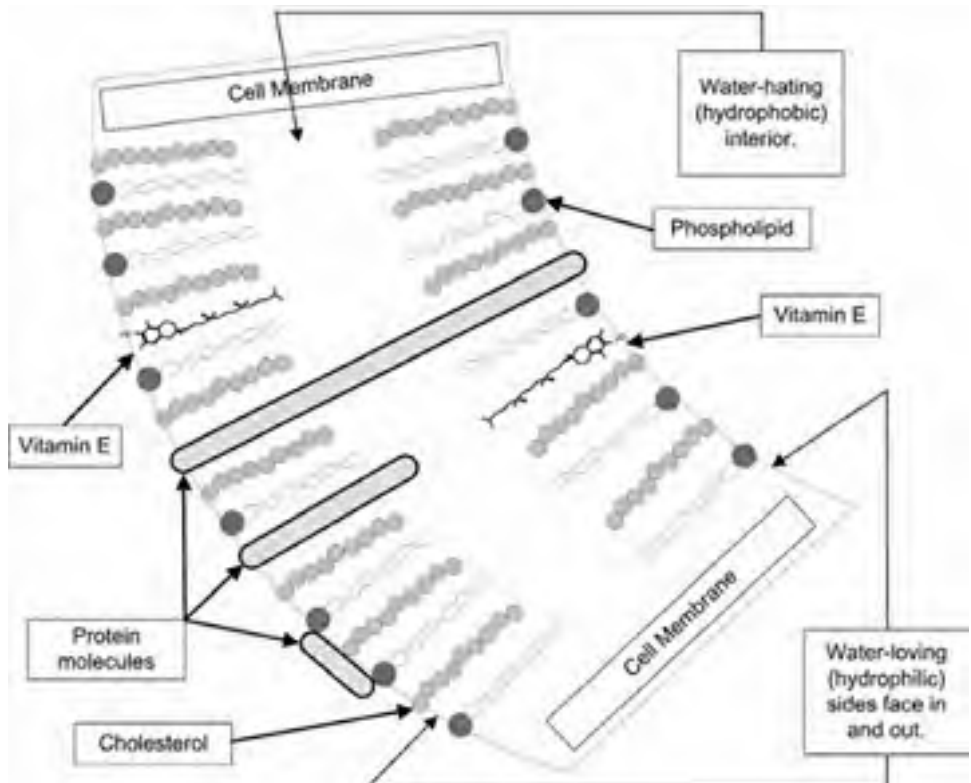 Cell Membrane
Water-hating
(hydrophobic)
interior.
Phospholipid
Vitamin E
Vitamin E
Protein
molecules
Cell Membrane
Water-loving
(hydrophilic)
sides face in
and out.
Cholesterol